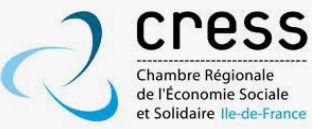 cress
Chambre Régionale
de l'Économie Sociale
et Solidaire Ile-de-France